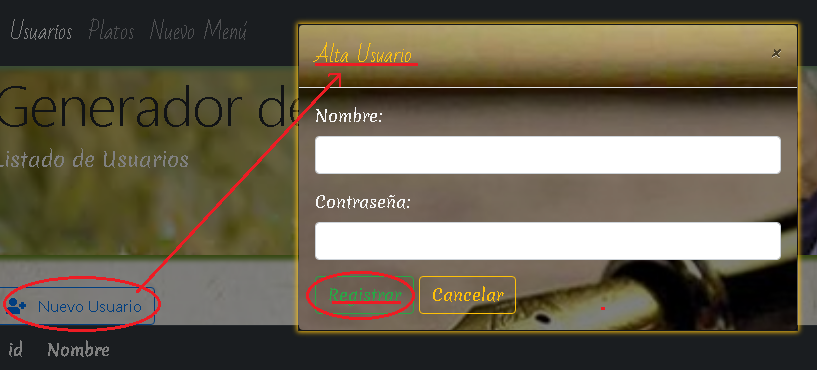 Usuarios Platos Nuevo Menú
Generador de
Listado de Usuarios
Nuevo Usuario
id Nombre
Alta Usuario ×
Nombre:
Contraseña:
Registrar Cancelar